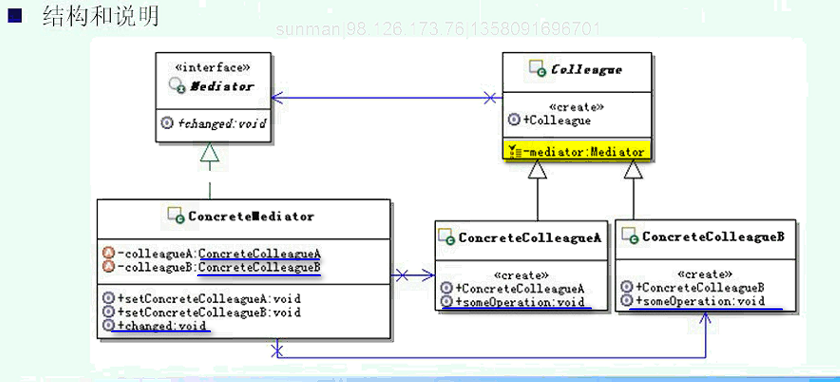 结构和说明
sunman|98.126.173.76|1358091696701
«interface»
Mediator
+changed:void
Colleague
«create»
+Colleague
-mediator:Mediator
ConcreteMediator
-colleagueA:ConcreteColleagueA
-colleagueB:ConcreteColleagueB
+setConcreteColleagueA:void
+setConcreteColleagueB:void
+changed:void
ConcreteColleagueA
«create»
+ConcreteColleagueA
+someOperation:void
ConcreteColleagueB
«create»
+ConcreteColleagueB
+someOperation:void